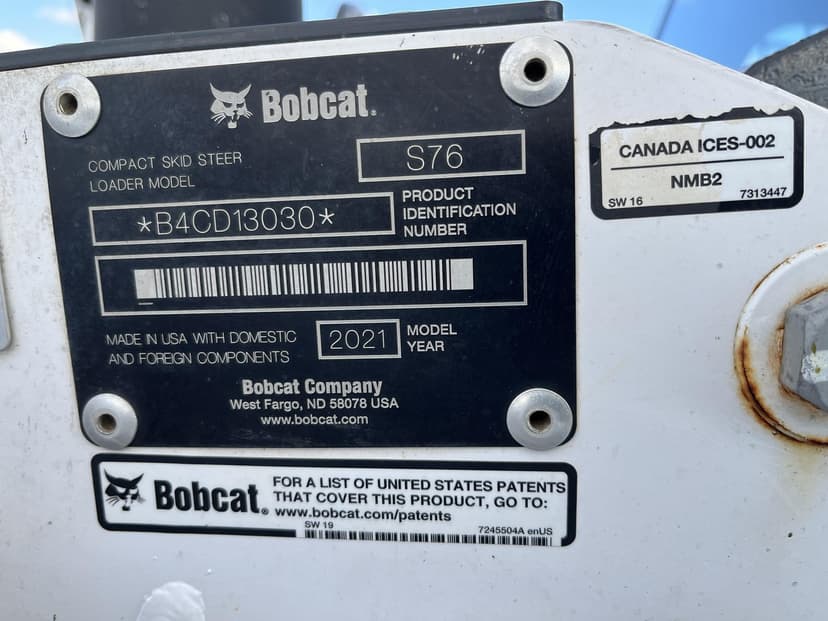 Bobcat®
COMPACT SKID STEER
LOADER MODEL
S76
*B4CD13030*
PRODUCT
IDENTIFICATION
NUMBER
MADE IN USA WITH DOMESTIC
AND FOREIGN COMPONENTS
2021
MODEL
YEAR
Bobcat Company
West Fargo, ND 58078 USA
www.bobcat.com
CANADA ICES-002
NMB2
SW 16
7313447
Bobcat®
FOR A LIST OF UNITED STATES PATENTS
THAT COVER THIS PRODUCT, GO TO:
www.bobcat.com/patents
SW 19
7245504A enUS